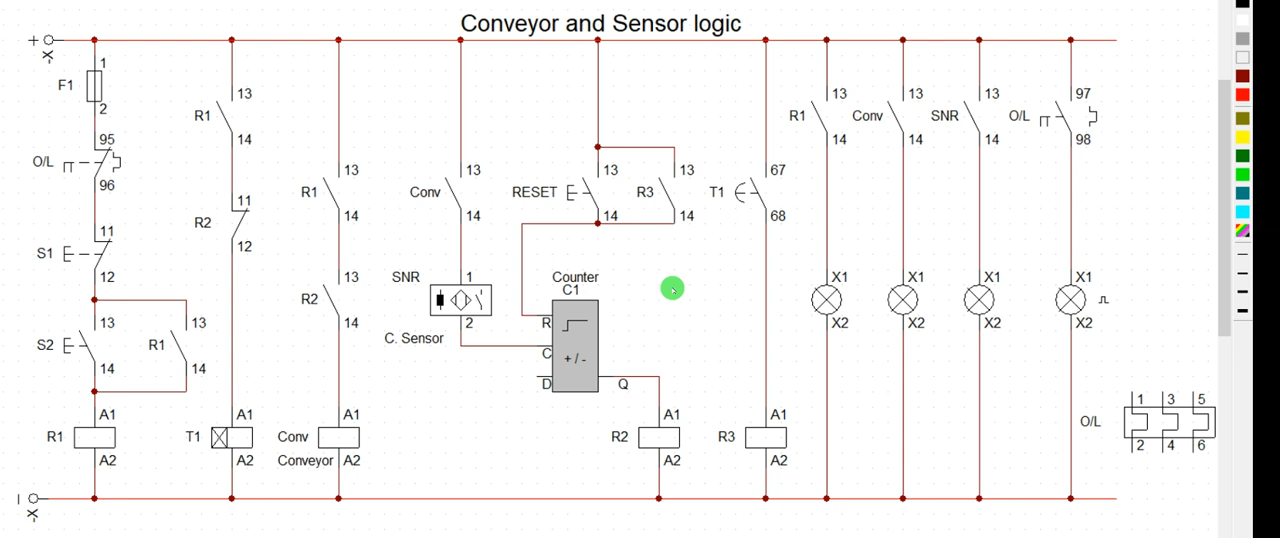 Conveyor and Sensor logic
+
-X
F1
1
2
O/L
95
96
S1
11
12
S2
13
14
R1
13
14
R1
A1
A2
R1
13
14
R2
11
12
T1
A1
A2
R1
13
14
R2
13
14
Conv
Conveyor
A1
A2
Conv
13
14
SNR
1
2
C. Sensor
RESET
13
14
R3
13
14
Counter
C1
R
C
D
+ / -
Q
R2
A1
A2
T1
67
68
R3
A1
A2
R1
13
14
X1
X2
Conv
13
14
X1
X2
SNR
13
14
X1
X2
O/L
97
98
X1
X2
O/L
1 3 5
2 4 6
-X